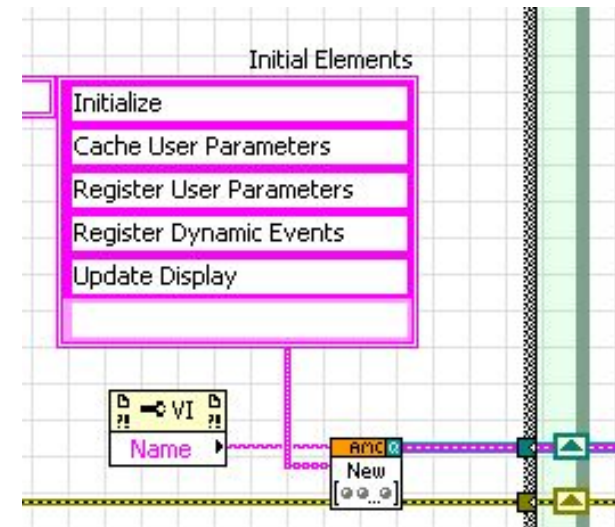 Initial Elements
Initialize
Cache User Parameters
Register User Parameters
Register Dynamic Events
Update Display
?! VI ?!
Name
AMC Q
New
[ ... ]